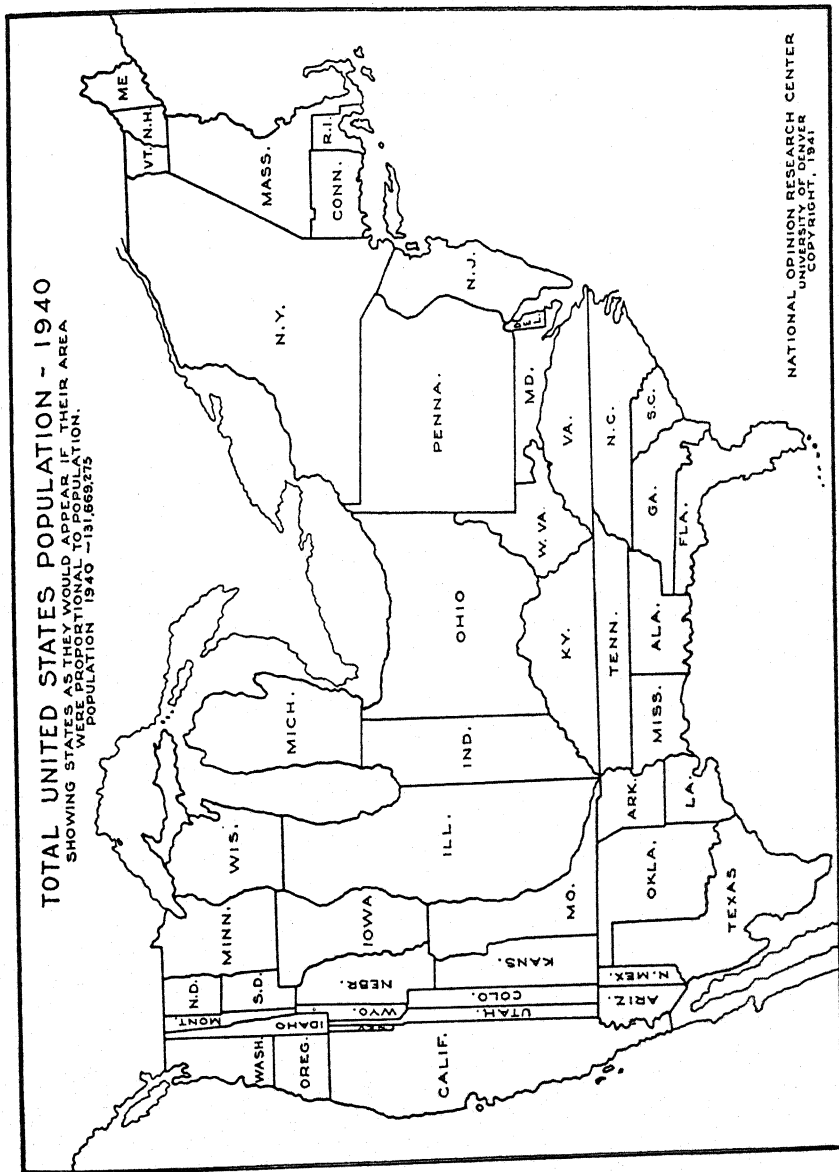 TOTAL UNITED STATES POPULATION - 1940
SHOWING STATES AS THEY WOULD APPEAR IF THEIR AREA
WERE PROPORTIONAL TO POPULATION.
POPULATION 1940 - 131,669,275
WASH.
OREG.
CALIF.
MONT.
IDAHO
NEV.
N.D.
S.D.
WYO.
UTAH.
NEBR.
COLO.
KANS.
ARIZ.
N. MEX.
MINN.
IOWA
MO.
OKLA.
TEXAS
WIS.
ILL.
ARK.
LA.
MICH.
IND.
OHIO
KY.
TENN.
MISS.
ALA.
W. VA.
GA.
FLA.
N.Y.
PENNA.
MD.
DEL.
VA.
N.C.
S.C.
N.J.
VT.
N.H.
ME
MASS.
CONN.
R.I.
NATIONAL OPINION RESEARCH CENTER
UNIVERSITY OF DENVER
COPYRIGHT, 1941